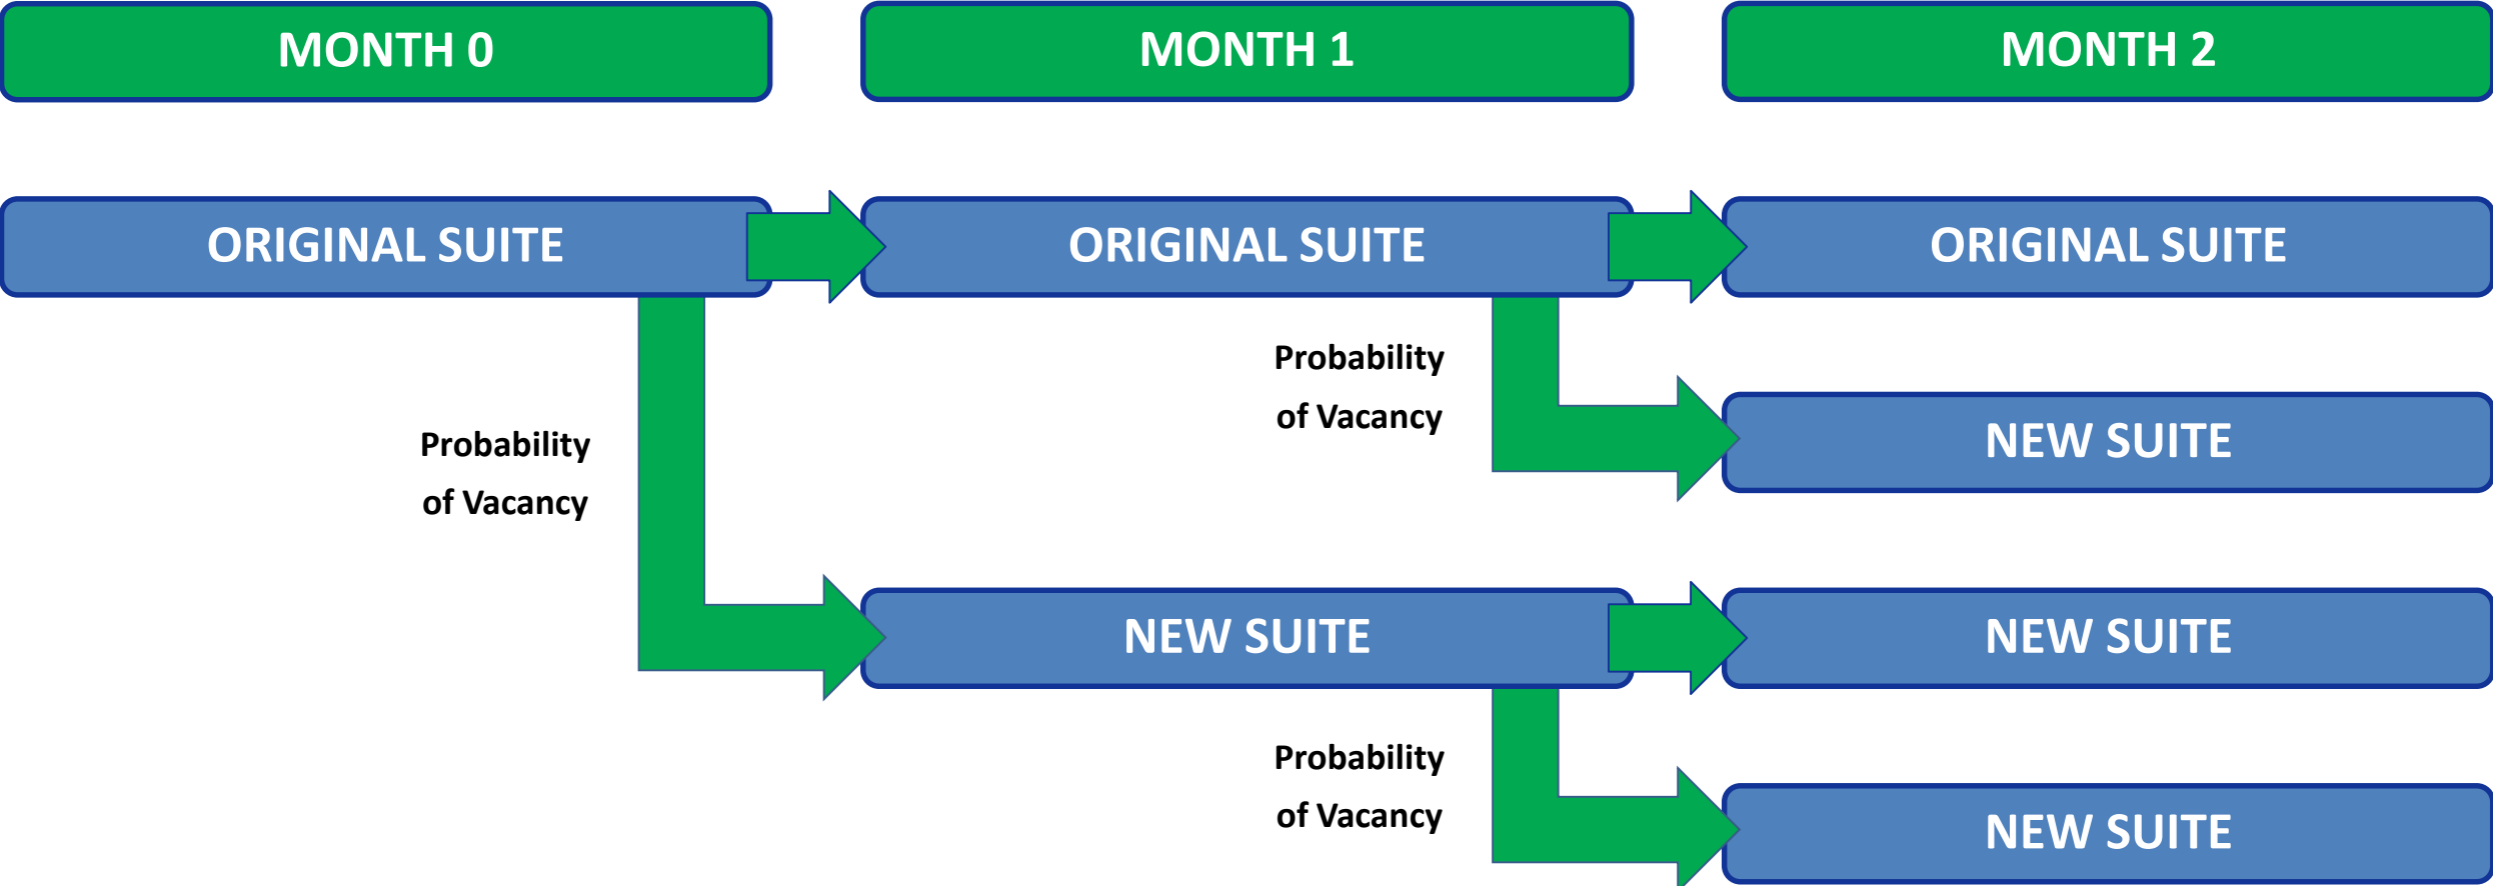 MONTH 0
MONTH 1
MONTH 2
ORIGINAL SUITE
ORIGINAL SUITE
ORIGINAL SUITE
Probability
of Vacancy
Probability
of Vacancy
NEW SUITE
NEW SUITE
NEW SUITE
Probability
of Vacancy
NEW SUITE